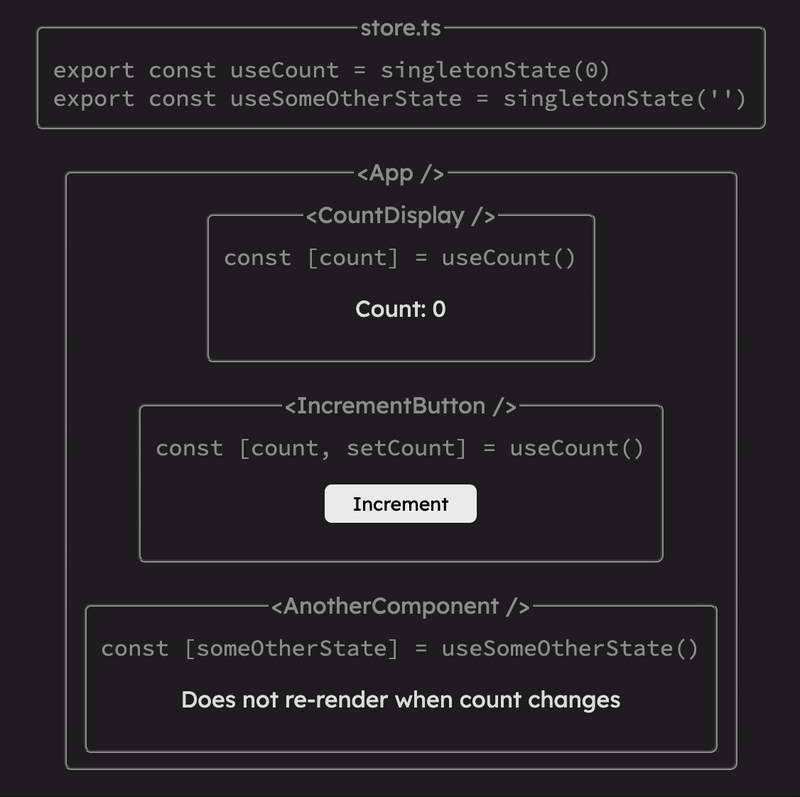 store.ts
export const useCount = singletonState(0)
export const useSomeOtherState = singletonState('')
<App />
<CountDisplay />
const [count] = useCount()
Count: 0
<IncrementButton />
const [count, setCount] = useCount()
Increment
<AnotherComponent />
const [someOtherState] = useSomeOtherState()
Does not re-render when count changes